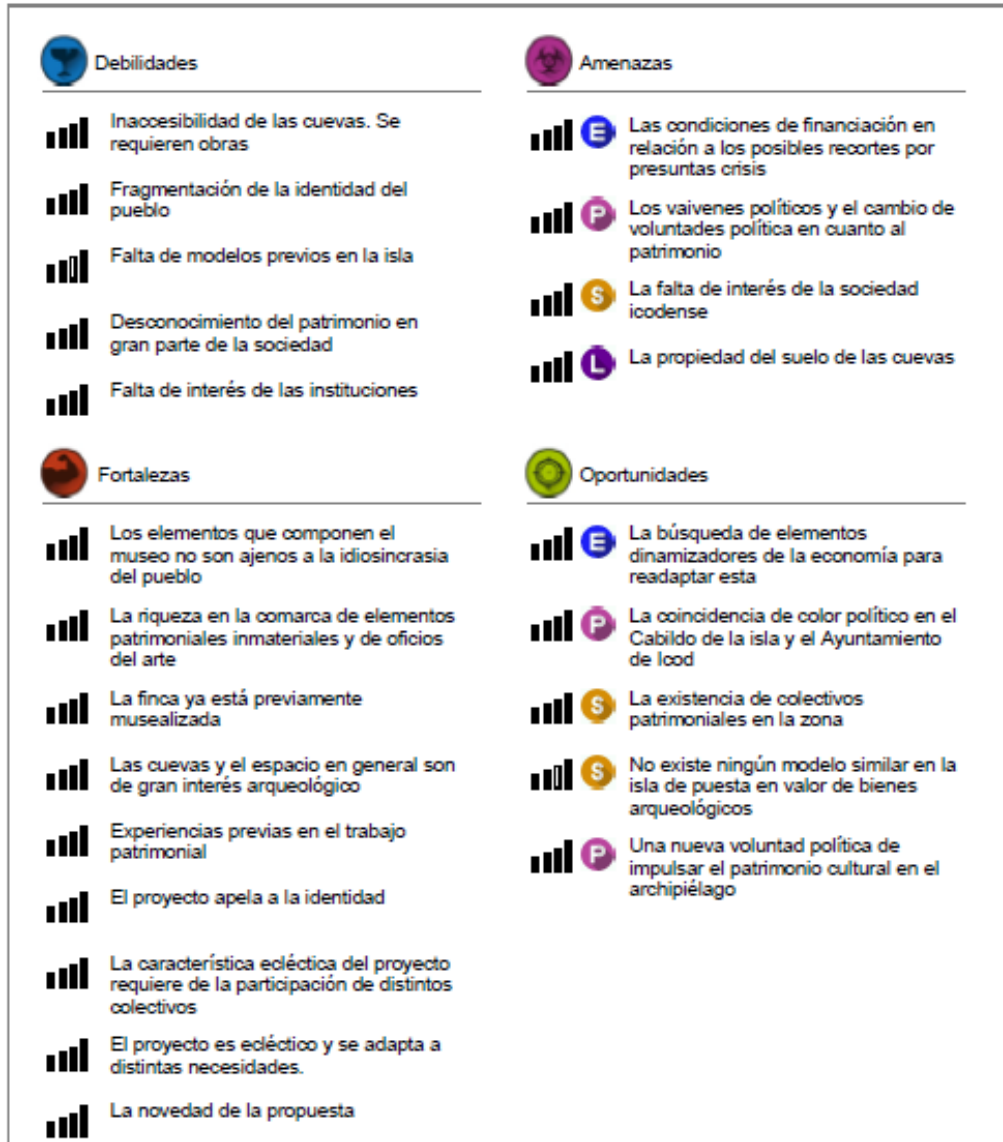 Debilidades
Inaccesibilidad de las cuevas. Se
requieren obras
Fragmentación de la identidad del
pueblo
Falta de modelos previos en la isla
Desconocimiento del patrimonio en
gran parte de la sociedad
Falta de interés de las instituciones
Amenazas
E
Las condiciones de financiación en
relación a los posibles recortes por
presuntas crisis
P
Los vaivenes políticos y el cambio de
voluntades política en cuanto al
patrimonio
S
La falta de interés de la sociedad
icodense
L
La propiedad del suelo de las cuevas
Fortalezas
Los elementos que componen el
museo no son ajenos a la idiosincrasia
del pueblo
La riqueza en la comarca de elementos
patrimoniales inmateriales y de oficios
del arte
La finca ya está previamente
musealizada
Las cuevas y el espacio en general son
de gran interés arqueológico
Experiencias previas en el trabajo
patrimonial
El proyecto apela a la identidad
La característica ecléctica del proyecto
requiere de la participación de distintos
colectivos
El proyecto es ecléctico y se adapta a
distintas necesidades.
La novedad de la propuesta
Oportunidades
E
La búsqueda de elementos
dinamizadores de la economía para
readaptar esta
P
La coincidencia de color político en el
Cabildo de la isla y el Ayuntamiento
de Icod
S
La existencia de colectivos
patrimoniales en la zona
S
No existe ningún modelo similar en la
isla de puesta en valor de bienes
arqueológicos
P
Una nueva voluntad política de
impulsar el patrimonio cultural en el
archipiélago